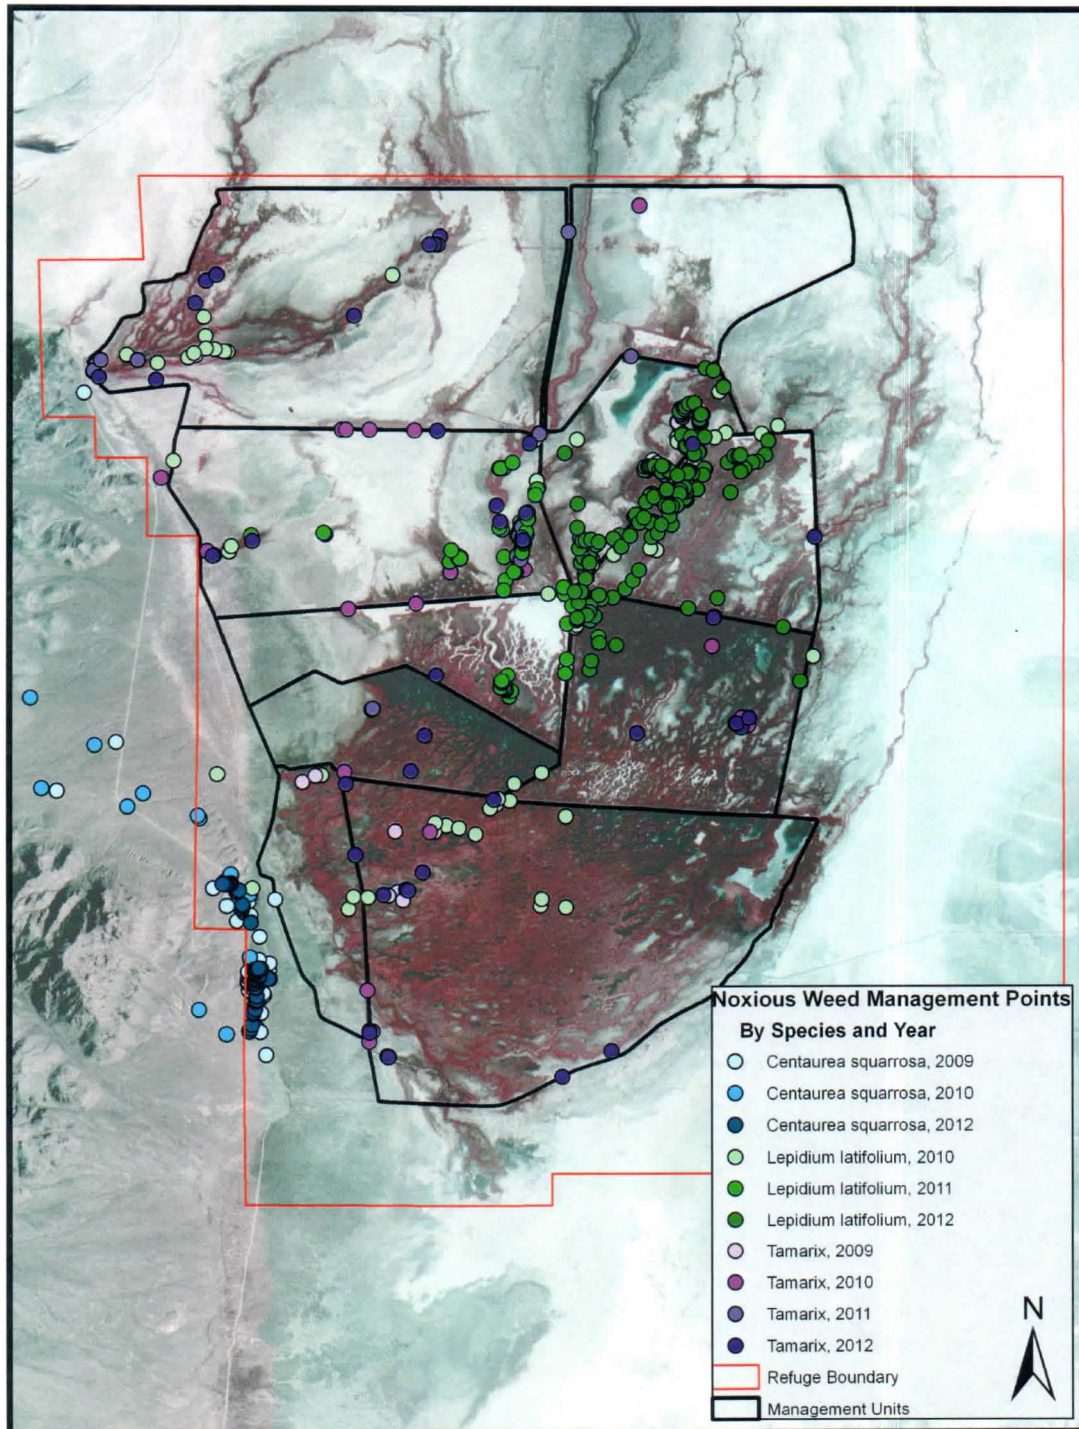 Noxious Weed Management Points
By Species and Year
Centaurea squarrosa, 2009
Centaurea squarrosa, 2010
Centaurea squarrosa, 2012
Lepidium latifolium, 2010
Lepidium latifolium, 2011
Lepidium latifolium, 2012
Tamarix, 2009
Tamarix, 2010
Tamarix, 2011
Tamarix, 2012
Refuge Boundary
Management Units
N